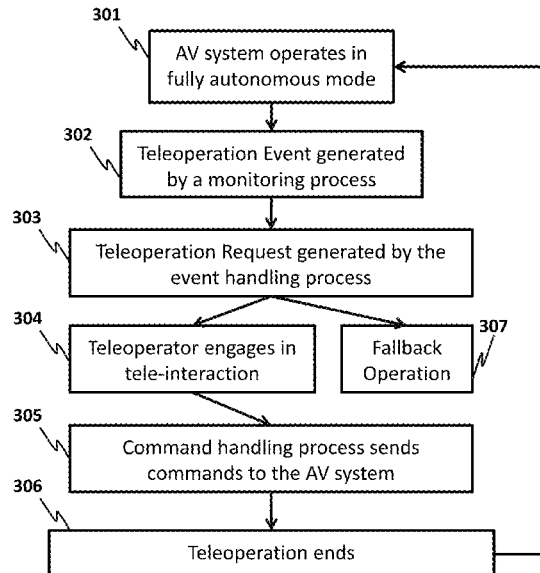 301
AV system operates in
fully autonomous mode
302
Teleoperation Event generated
by a monitoring process
303
Teleoperation Request generated by the
event handling process
304
Teleoperator engages in
tele-interaction
307
Fallback
Operation
305
Command handling process sends
commands to the AV system
306
Teleoperation ends